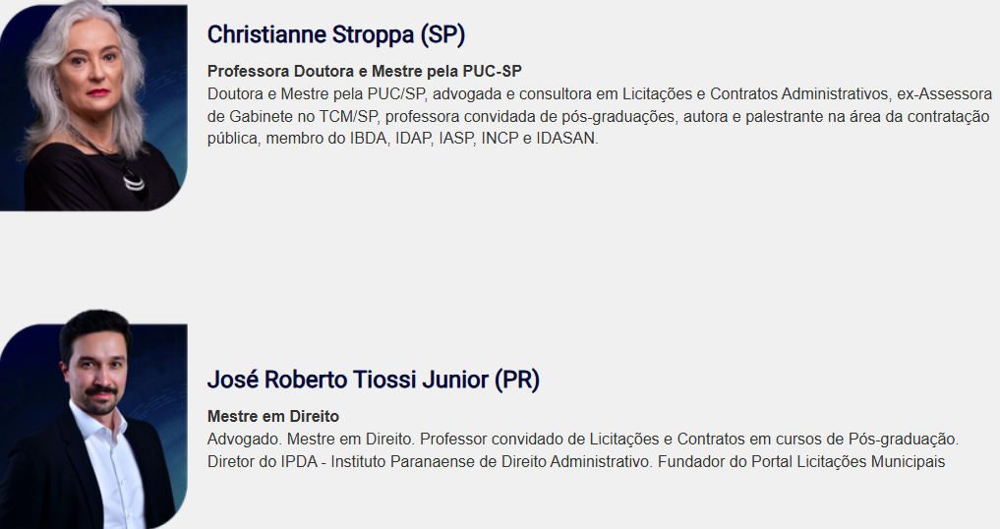 Christianne Stroppa (SP)
Professora Doutora e Mestre pela PUC-SP
Doutora e Mestre pela PUC/SP, advogada e consultora em Licitações e Contratos Administrativos, ex-Assessora
de Gabinete no TCM/SP, professora convidada de pós-graduações, autora e palestrante na área da contratação
pública, membro do IBDA, IDAP, IASP, INCP e IDASAN.
José Roberto Tiossi Junior (PR)
Mestre em Direito
Advogado. Mestre em Direito. Professor convidado de Licitações e Contratos em cursos de Pós-graduação.
Diretor do IPDA - Instituto Paranaense de Direito Administrativo. Fundador do Portal Licitações Municipais